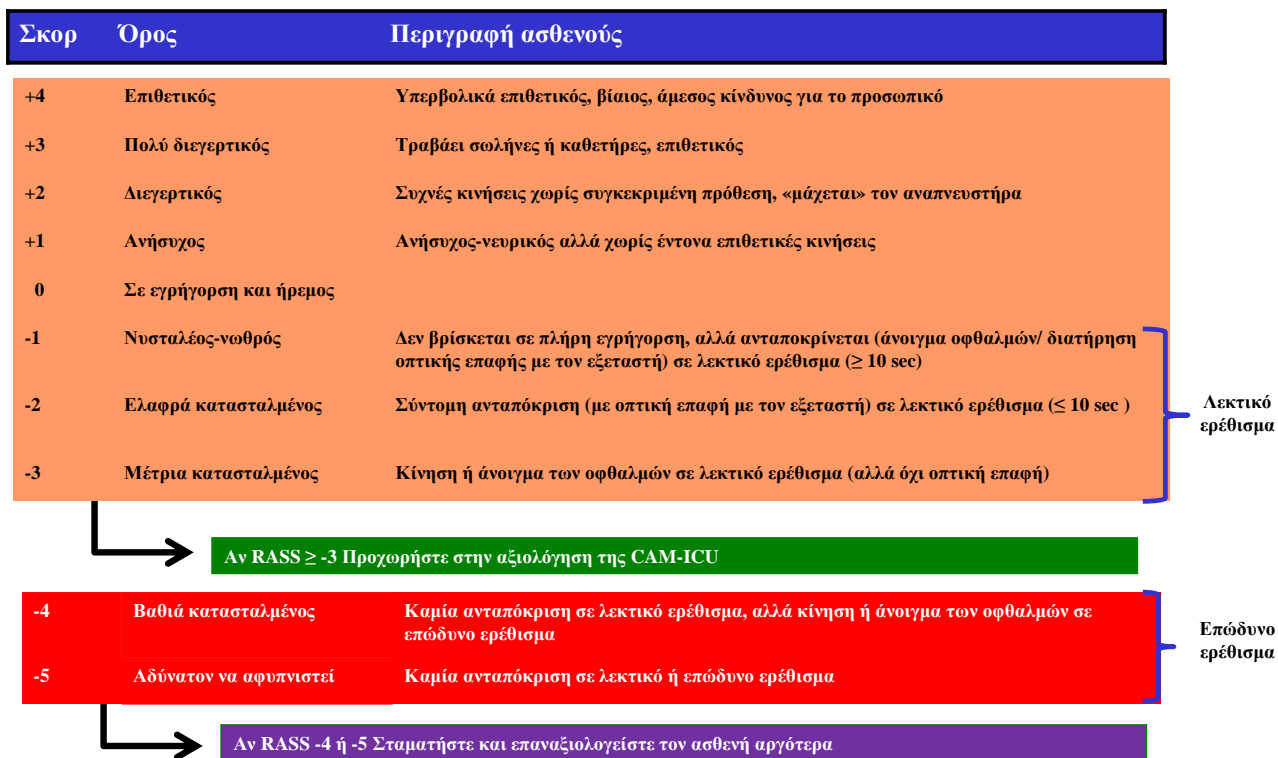 Σκορ Όρος Περιγραφή ασθενούς
+4 Επιθετικός Υπερβολικά επιθετικός, βίαιος, άμεσος κίνδυνος για το προσωπικό
+3 Πολύ διεγερτικός Τραβάει σωλήνες ή καθετήρες, επιθετικός
+2 Διεγερτικός Συχνές κινήσεις χωρίς συγκεκριμένη πρόθεση, «μάχεται» τον αναπνευστήρα
+1 Ανήσυχος Ανήσυχος-νευρικός αλλά χωρίς έντονα επιθετικές κινήσεις
0 Σε εγρήγορση και ήρεμος
-1 Νυσταλέος-νωθρός Δεν βρίσκεται σε πλήρη εγρήγορση, αλλά ανταποκρίνεται (άνοιγμα οφθαλμών/ διατήρηση
οπτικής επαφής με τον εξεταστή) σε λεκτικό ερέθισμα (≥ 10 sec)
-2 Ελαφρά κατασταλμένος Σύντομη ανταπόκριση (με οπτική επαφή με τον εξεταστή) σε λεκτικό ερέθισμα (≤ 10 sec )
Λεκτικό
ερέθισμα
-3 Μέτρια κατασταλμένος Κίνηση ή άνοιγμα των οφθαλμών σε λεκτικό ερέθισμα (αλλά όχι οπτική επαφή)
Αν RASS ≥ -3 Προχωρήστε στην αξιολόγηση της CAM-ICU
-4 Βαθιά κατασταλμένος Καμία ανταπόκριση σε λεκτικό ερέθισμα, αλλά κίνηση ή άνοιγμα των οφθαλμών σε
επώδυνο ερέθισμα
Επώδυνο
ερέθισμα
-5 Αδύνατον να αφυπνιστεί Καμία ανταπόκριση σε λεκτικό ή επώδυνο ερέθισμα
Αν RASS -4 ή -5 Σταματήστε και επαναξιολογείστε τον ασθενή αργότερα